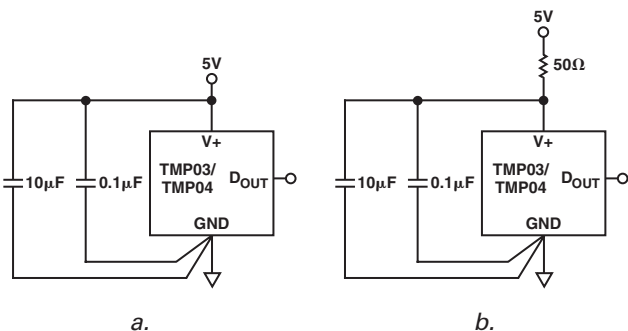 5V
V+
TMP03/
TMP04
DOUT
GND
10µF
0.1µF
a.
5V
50Ω
V+
TMP03/
TMP04
DOUT
GND
10µF
0.1µF
b.